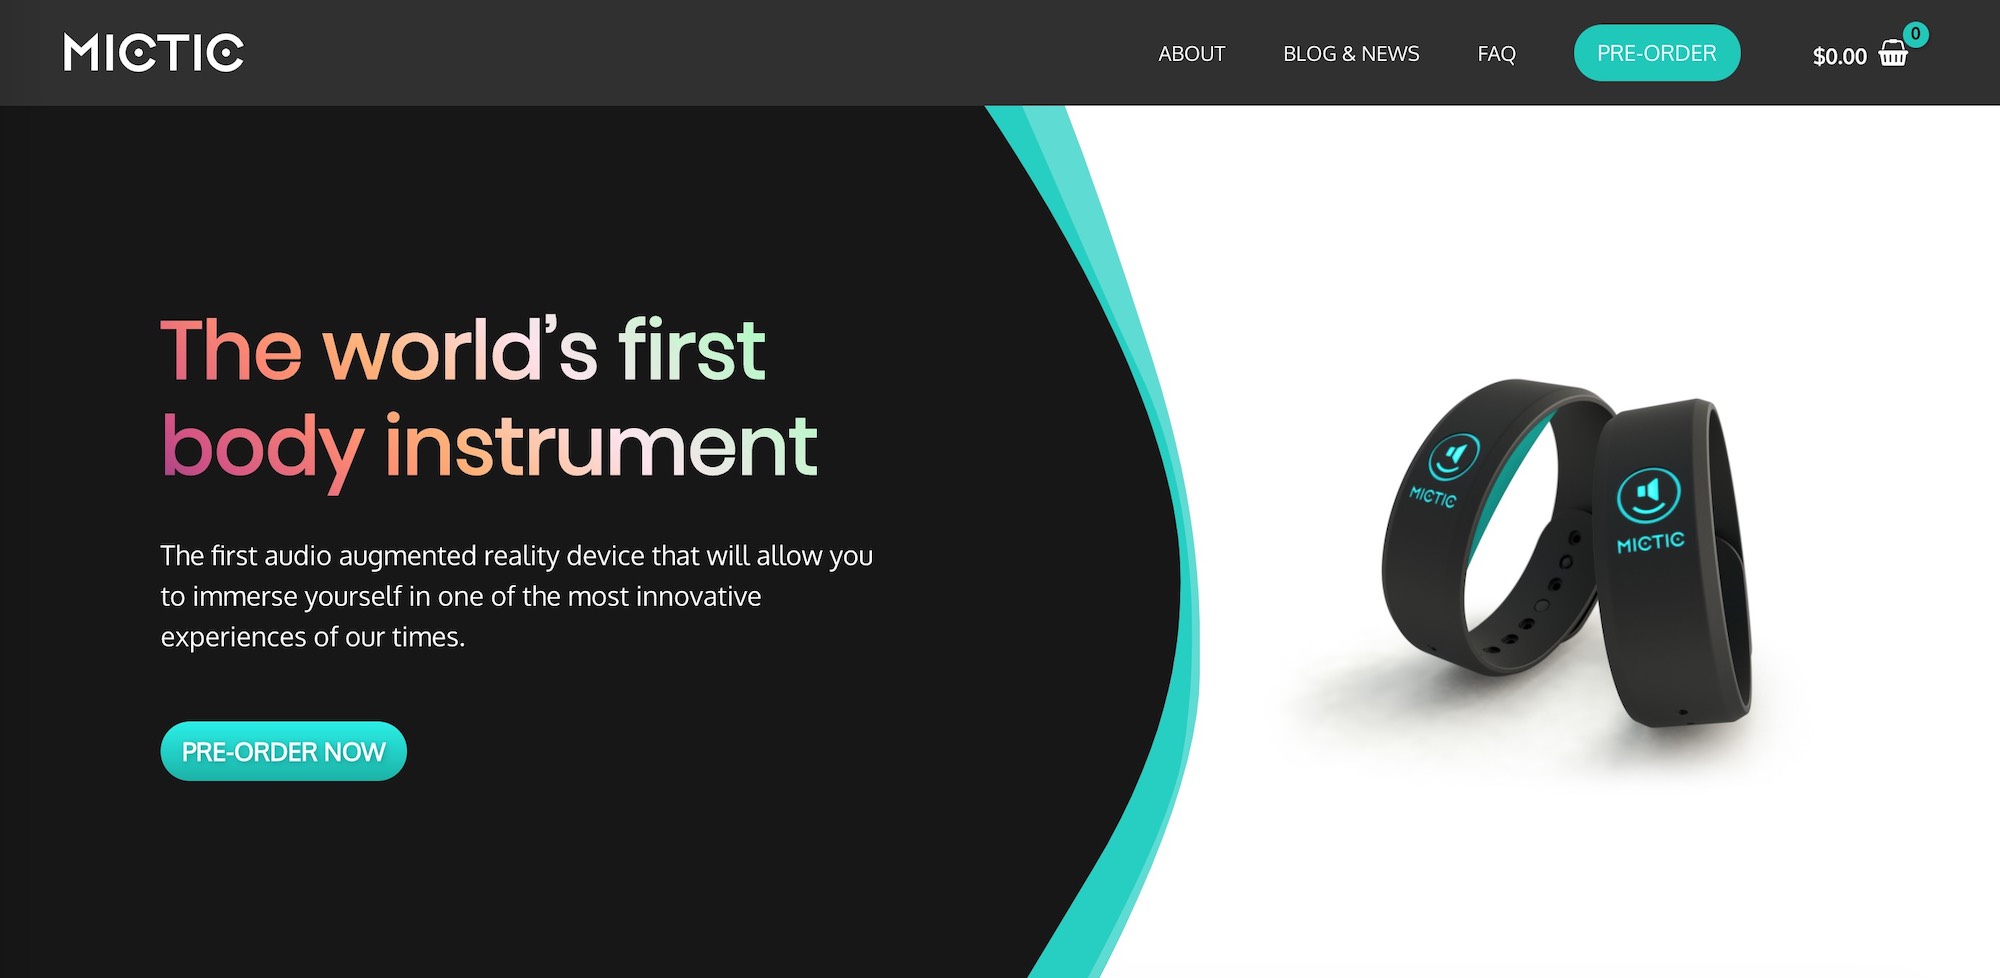 MICTIC
ABOUT
BLOG & NEWS
FAQ
PRE-ORDER
$0.00
0
The world’s first
body instrument
The first audio augmented reality device that will allow you
to immerse yourself in one of the most innovative
experiences of our times.
PRE-ORDER NOW
MICTIC
MICTIC